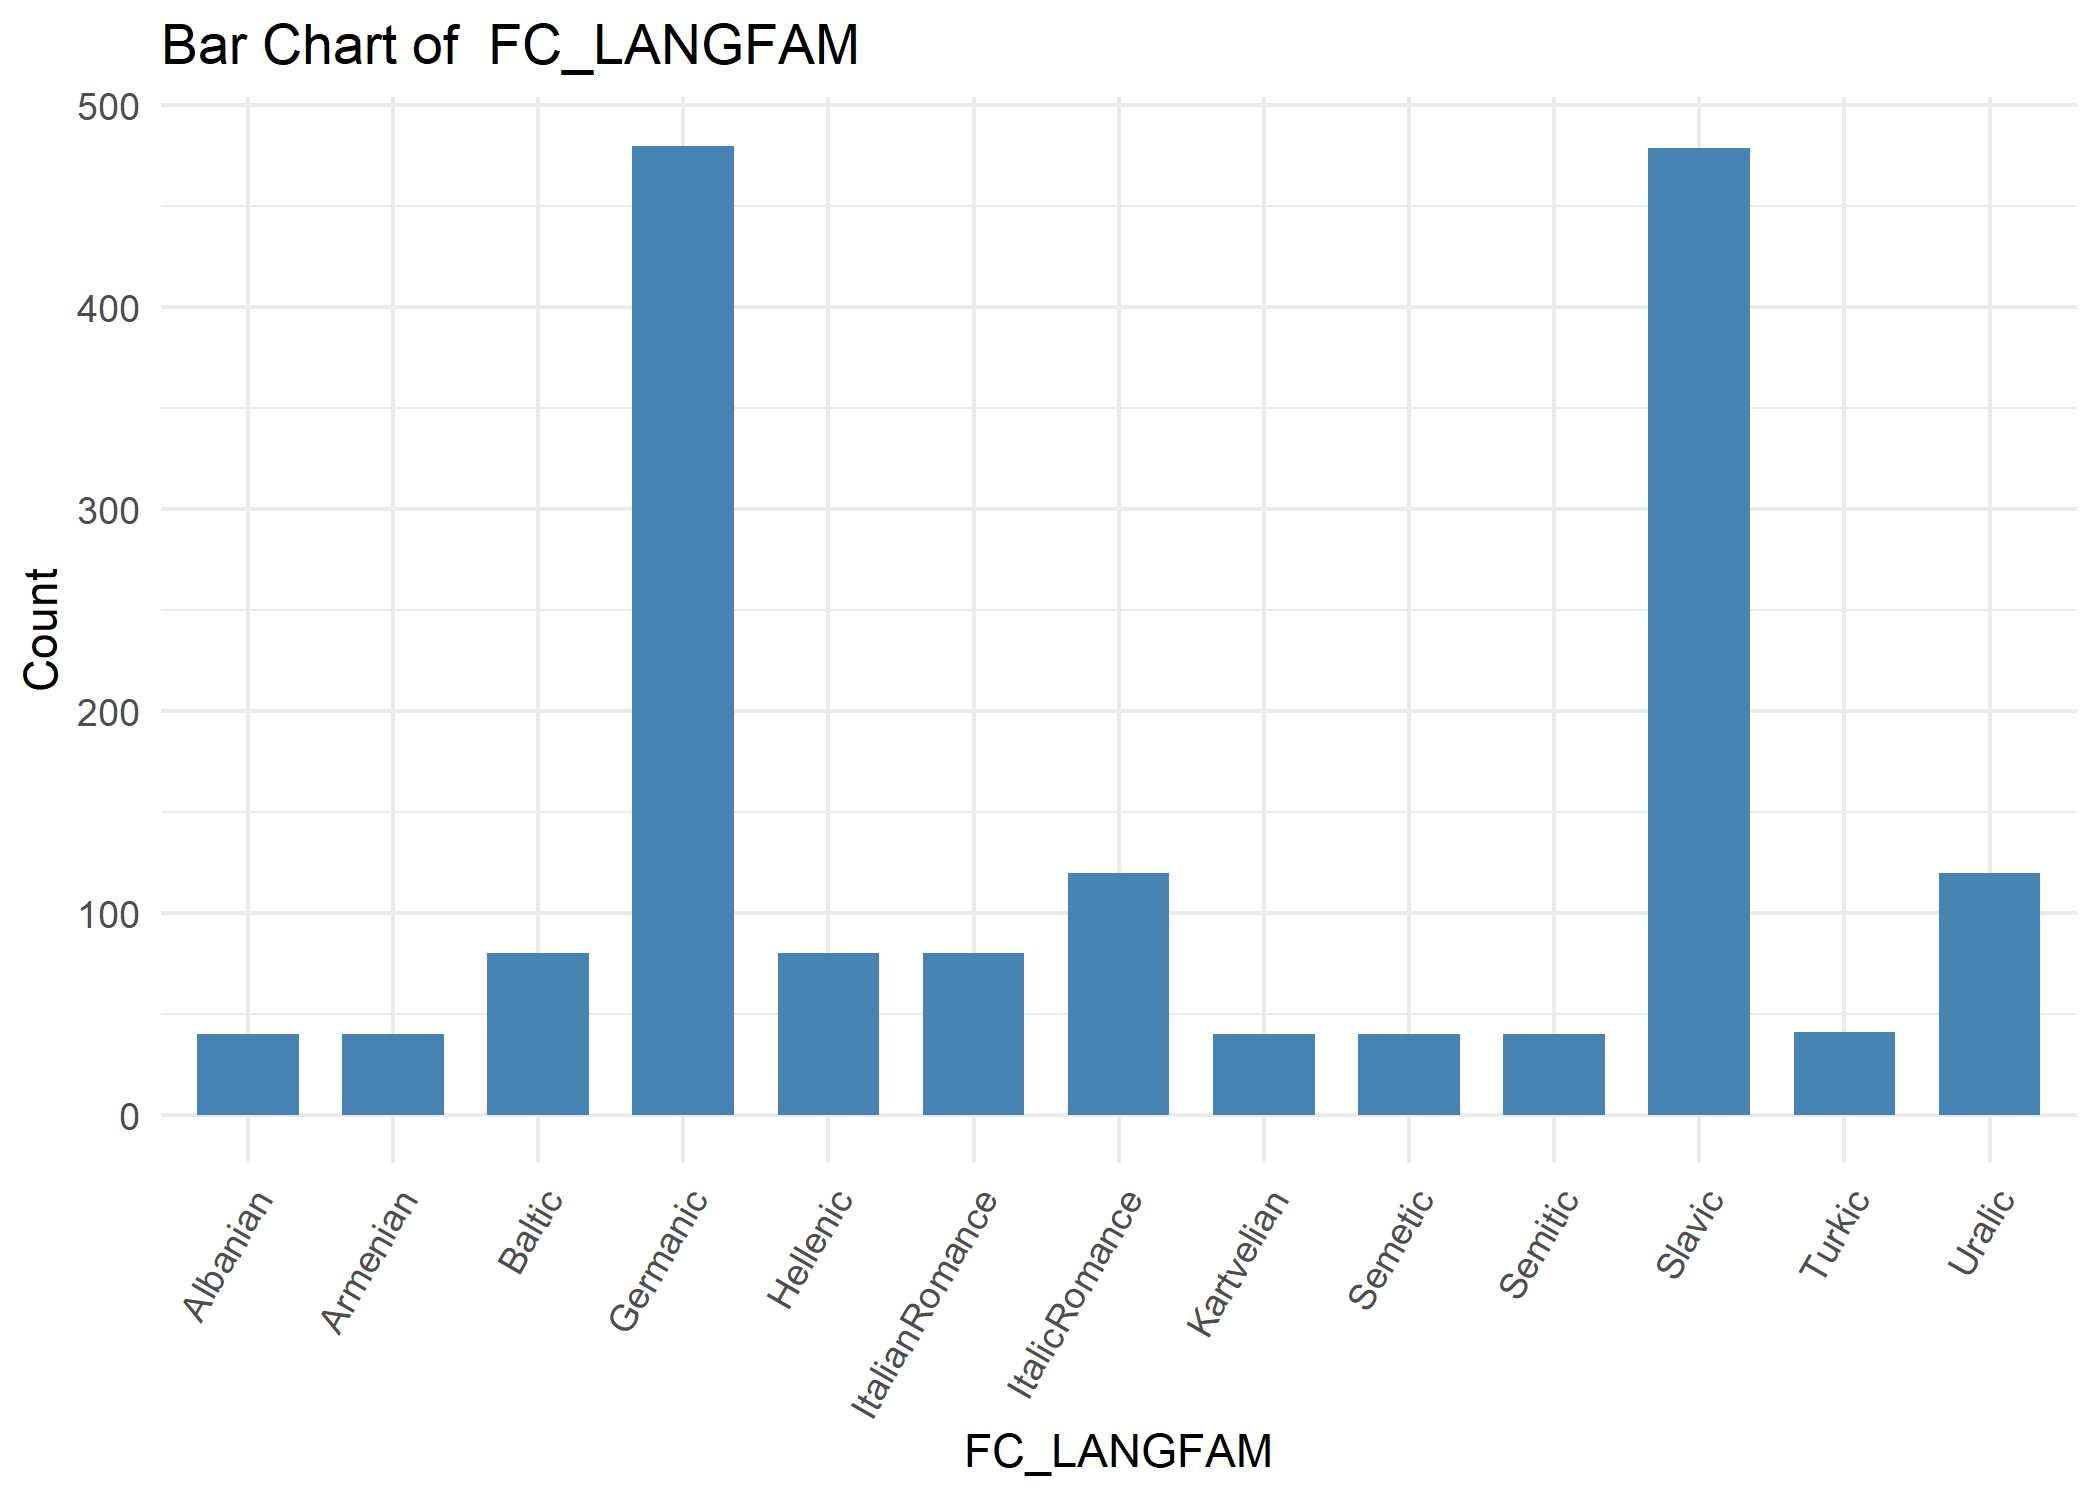 Bar Chart of  FC_LANGFAM
500
400
300
200
100
0
Count
Albanian
Armenian
Baltic
Germanic
Hellenic
ItalianRomance
ItalicRomance
Kartvelian
Semetic
Semitic
Slavic
Turkic
Uralic
FC_LANGFAM